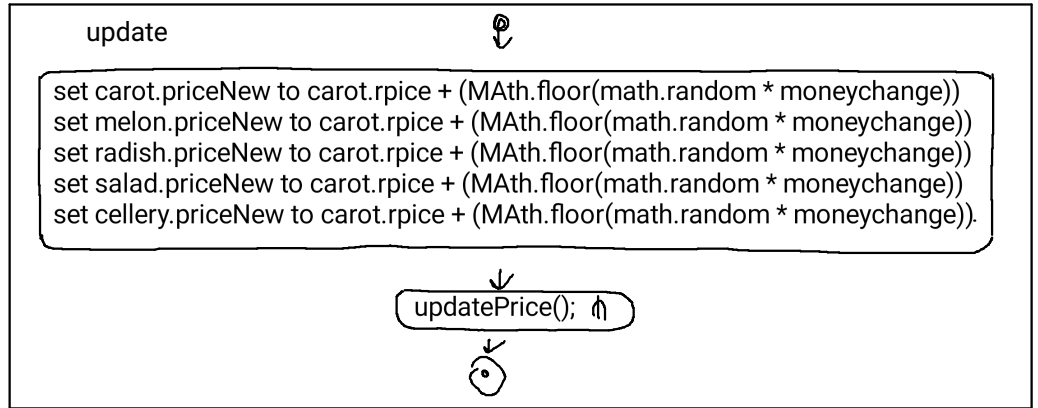 update
set carot.priceNew to carot.rpice + (MAth.floor(math.random * moneychange))
set melon.priceNew to carot.rpice + (MAth.floor(math.random * moneychange))
set radish.priceNew to carot.rpice + (MAth.floor(math.random * moneychange))
set salad.priceNew to carot.rpice + (MAth.floor(math.random * moneychange))
set cellery.priceNew to carot.rpice + (MAth.floor(math.random * moneychange)).
updatePrice();